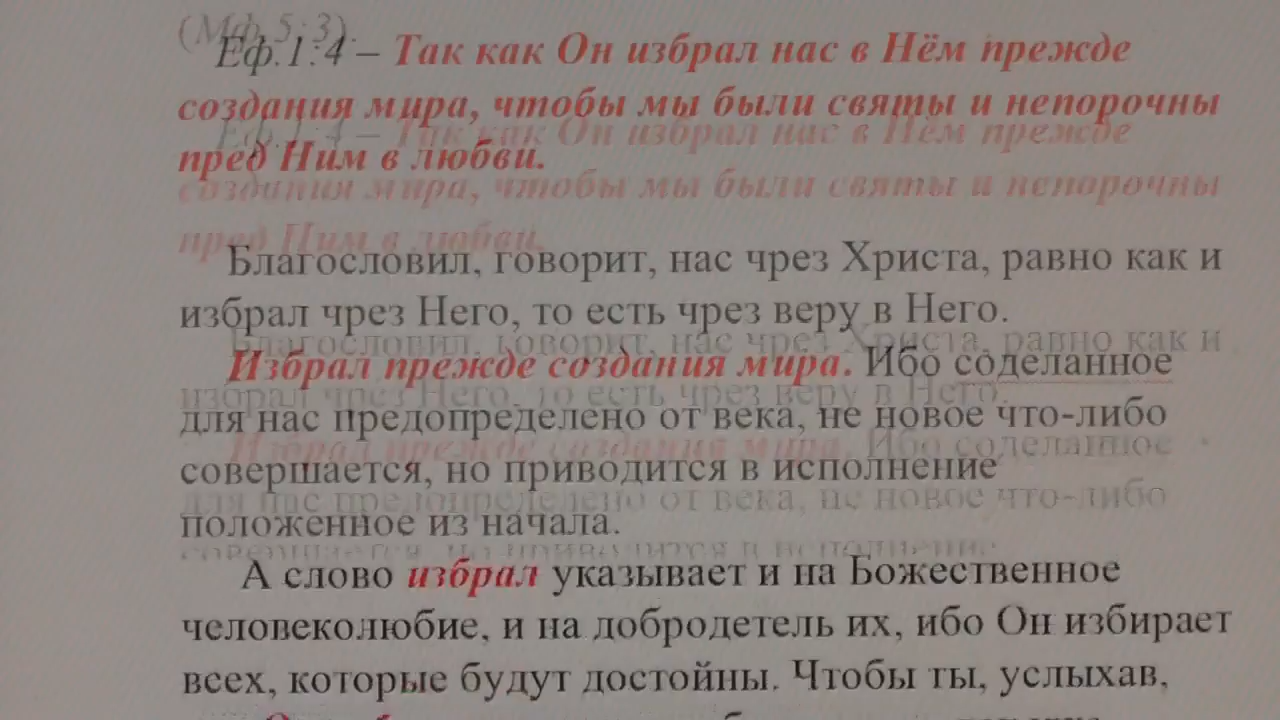 (Мф.5:3).
Еф.1:4 – Так как Он избрал нас в Нём прежде
создания мира, чтобы мы были святы и непорочны
пред Ним в любви.
Благословил, говорит, нас чрез Христа, равно как и
избрал чрез Него, то есть чрез веру в Него.
Избрал прежде создания мира. Ибо соделанное
для нас предопределено от века, не новое что-либо
совершается, но приводится в исполнение
положенное из начала.
А слово избрал указывает и на Божественное
человеколюбие, и на добродетель их, ибо Он избирает
всех, которые будут достойны. Чтобы ты, услыхав,